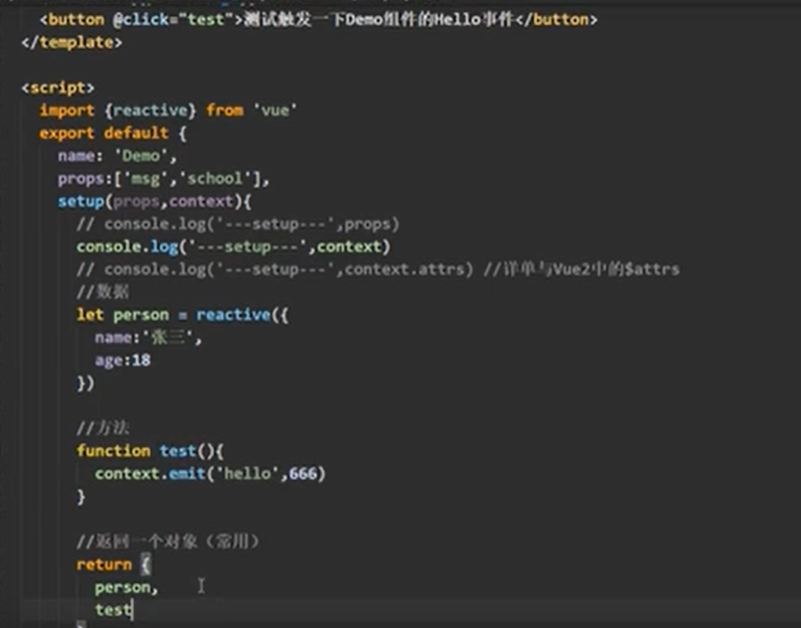 <button @click="test">测试触发一下Demo组件的Hello事件</button>
</template>
<script>
import {reactive} from 'vue'
export default {
name: 'Demo',
props:['msg','school'],
setup(props,context){
// console.log('---setup---',props)
console.log('---setup---',context)
// console.log('---setup---',context.attrs) //详单与Vue2中的$attrs
//数据
let person = reactive({
name:'张三',
age:18
})
//方法
function test(){
context.emit('hello',666)
}
//返回一个对象（常用）
return {
person,
test